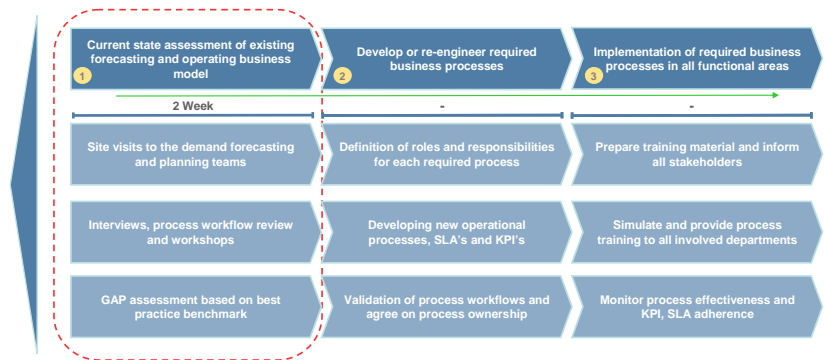 Current state assessment of existing
forecasting and operating business
model
1
Develop or re-engineer required
business processes
2
Implementation of required business
processes in all functional areas
3
2 Week
-
-
Site visits to the demand forecasting
and planning teams
Definition of roles and responsibilities
for each required process
Prepare training material and inform
all stakeholders
Interviews, process workflow review
and workshops
Developing new operational
processes, SLA's and KPI's
Simulate and provide process
training to all involved departments
GAP assessment based on best
practice benchmark
Validation of process workflows and
agree on process ownership
Monitor process effectiveness and
KPI, SLA adherence